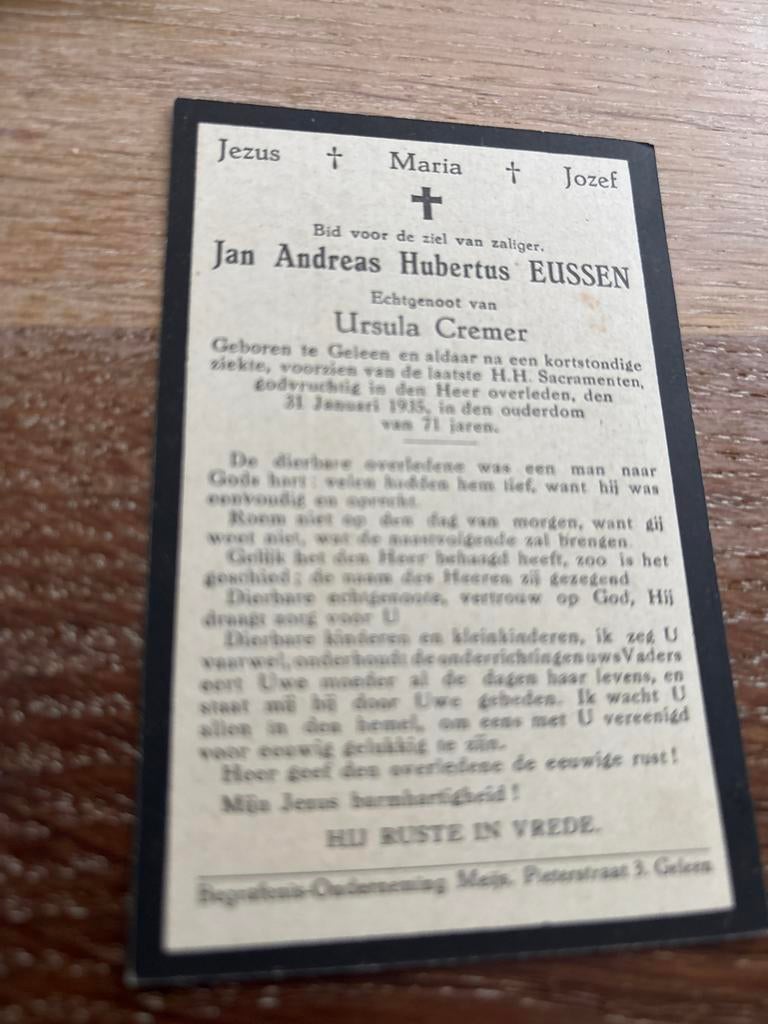 Jezus † Maria † Jozef
✝
Bid voor de ziel van zaliger.
Jan Andreas Hubertus EUSSEN
Echtgenoot van
Ursula Cremer
Geboren te Geleen en aldaar na een kortstondige
ziekte, voorzien van de laatste H.H. Sacramenten,
godvruchtig in den Heer overleden, den
31 Januari 1935, in den ouderdom
van 71 jaren.
De dierbare overledene was een man naar
Gods hart: velen hadden hem lief, want hij was
eenvoudig en oprecht.
Roem niet op den dag van morgen, want gij
weet niet, wat de aanvolgende zal brengen.
Gelijk het den Heer behaagd heeft, zoo is het
geschied; de naam des Heeren zij gezegend
Dierbare echtgenoote, vertrouw op God, Hij
draagt zorg voor U
Dierbare kinderen en kleinkinderen, ik zeg U
vaarwel, onderhoudt de onderrichtingen uws Vaders
eert Uwe moeder al de dagen haar levens, en
staat mij bij door Uwe gebeden. Ik wacht U
allen in den hemel, om eens met U vereenigd
voor eeuwig gelukkig te zijn.
Heer geef den overledene de eeuwige rust!
Mijn Jezus barmhartigheid!
HIJ RUSTE IN VREDE.
Begrafenis-Onderneming Meijs, Pieterstraat 3, Geleen